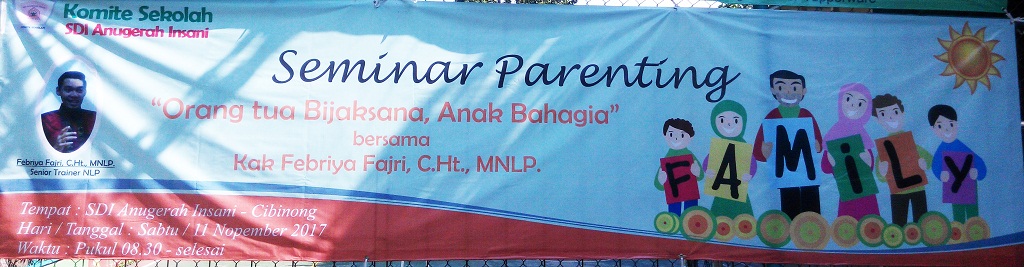 Komite Sekolah
SDI Anugerah Insani
Seminar Parenting
"Orang tua Bijaksana, Anak Bahagia"
bersama
Kak Febriya Fajri, C.Ht., MNLP.
Febriya Fajri, C.Ht., MNLP.
Senior Trainer NLP
FAMiLy
Tempat : SDI Anugerah Insani - Cibinong
Hari / Tanggal : Sabtu / 11 Nopember 2017
Waktu : Pukul 08.30 - selesai